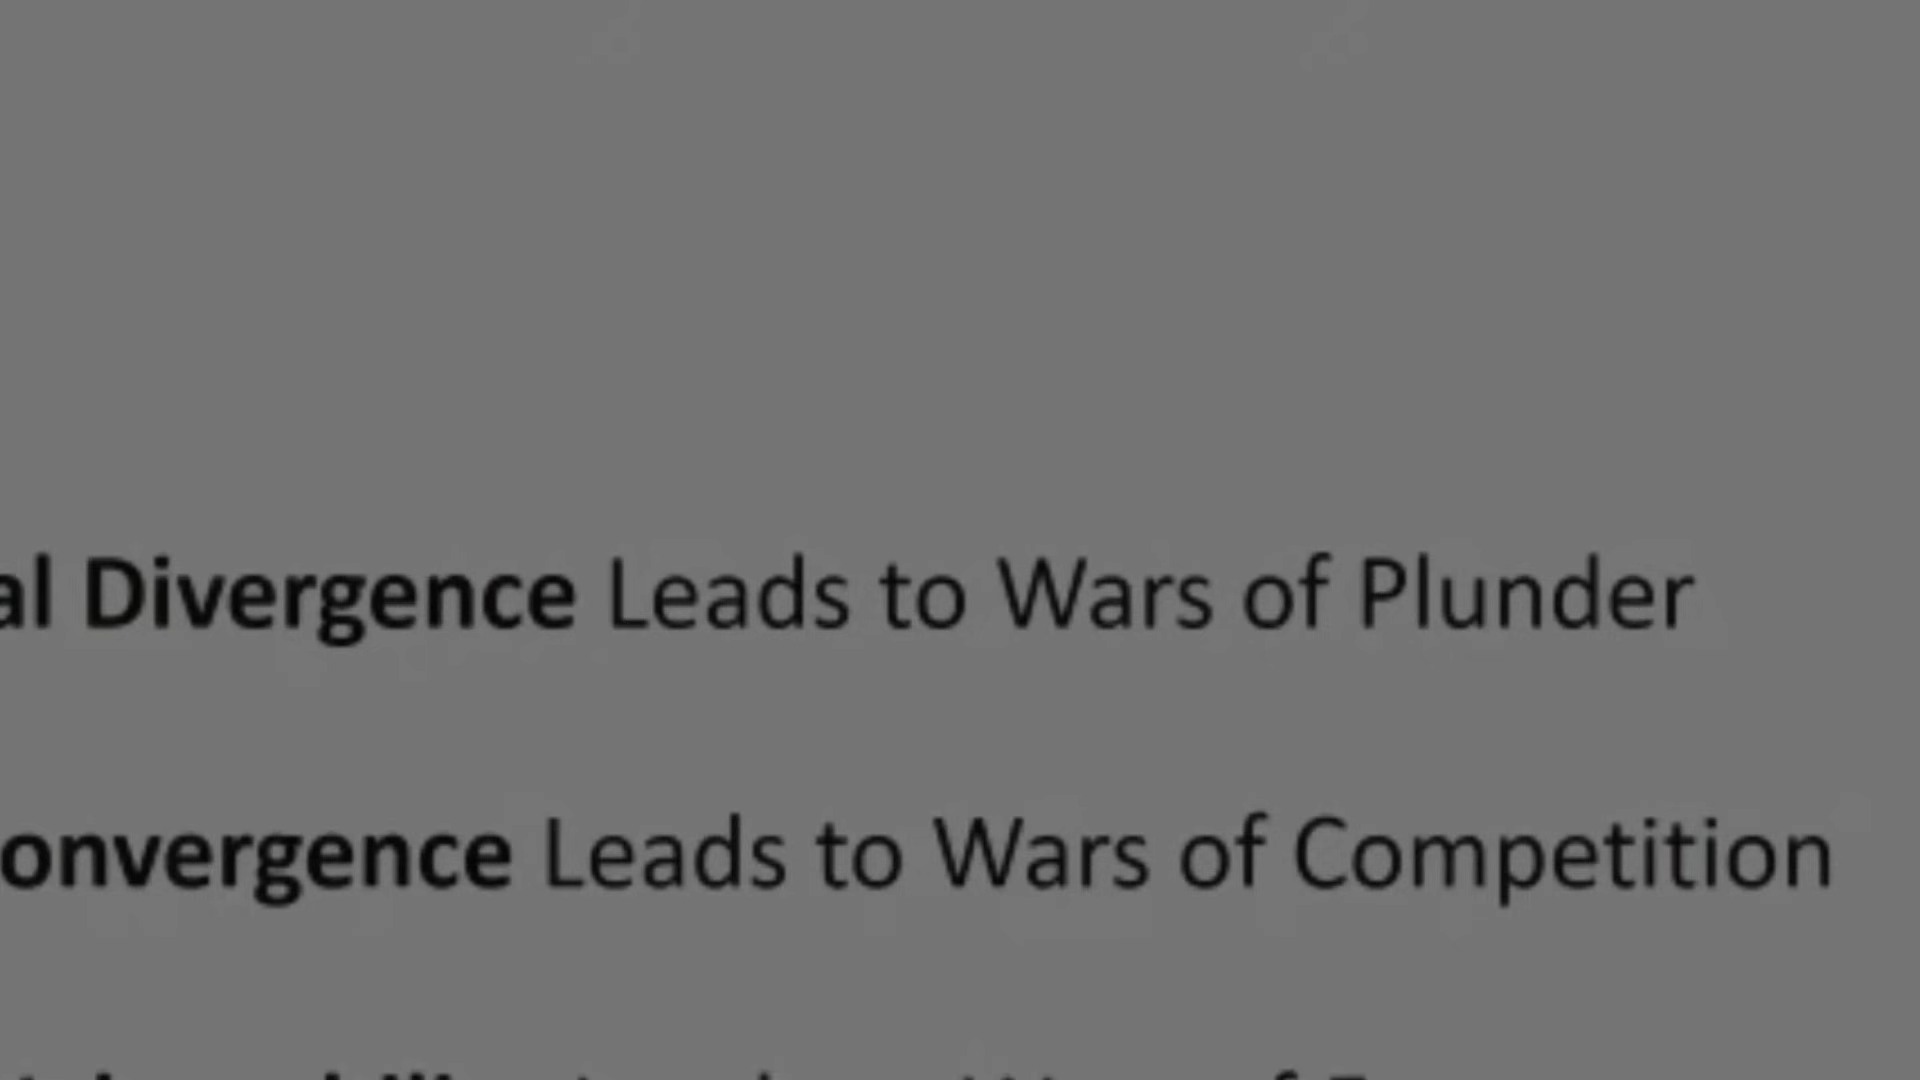 al Divergence Leads to Wars of Plunder
onvergence Leads to Wars of Competition